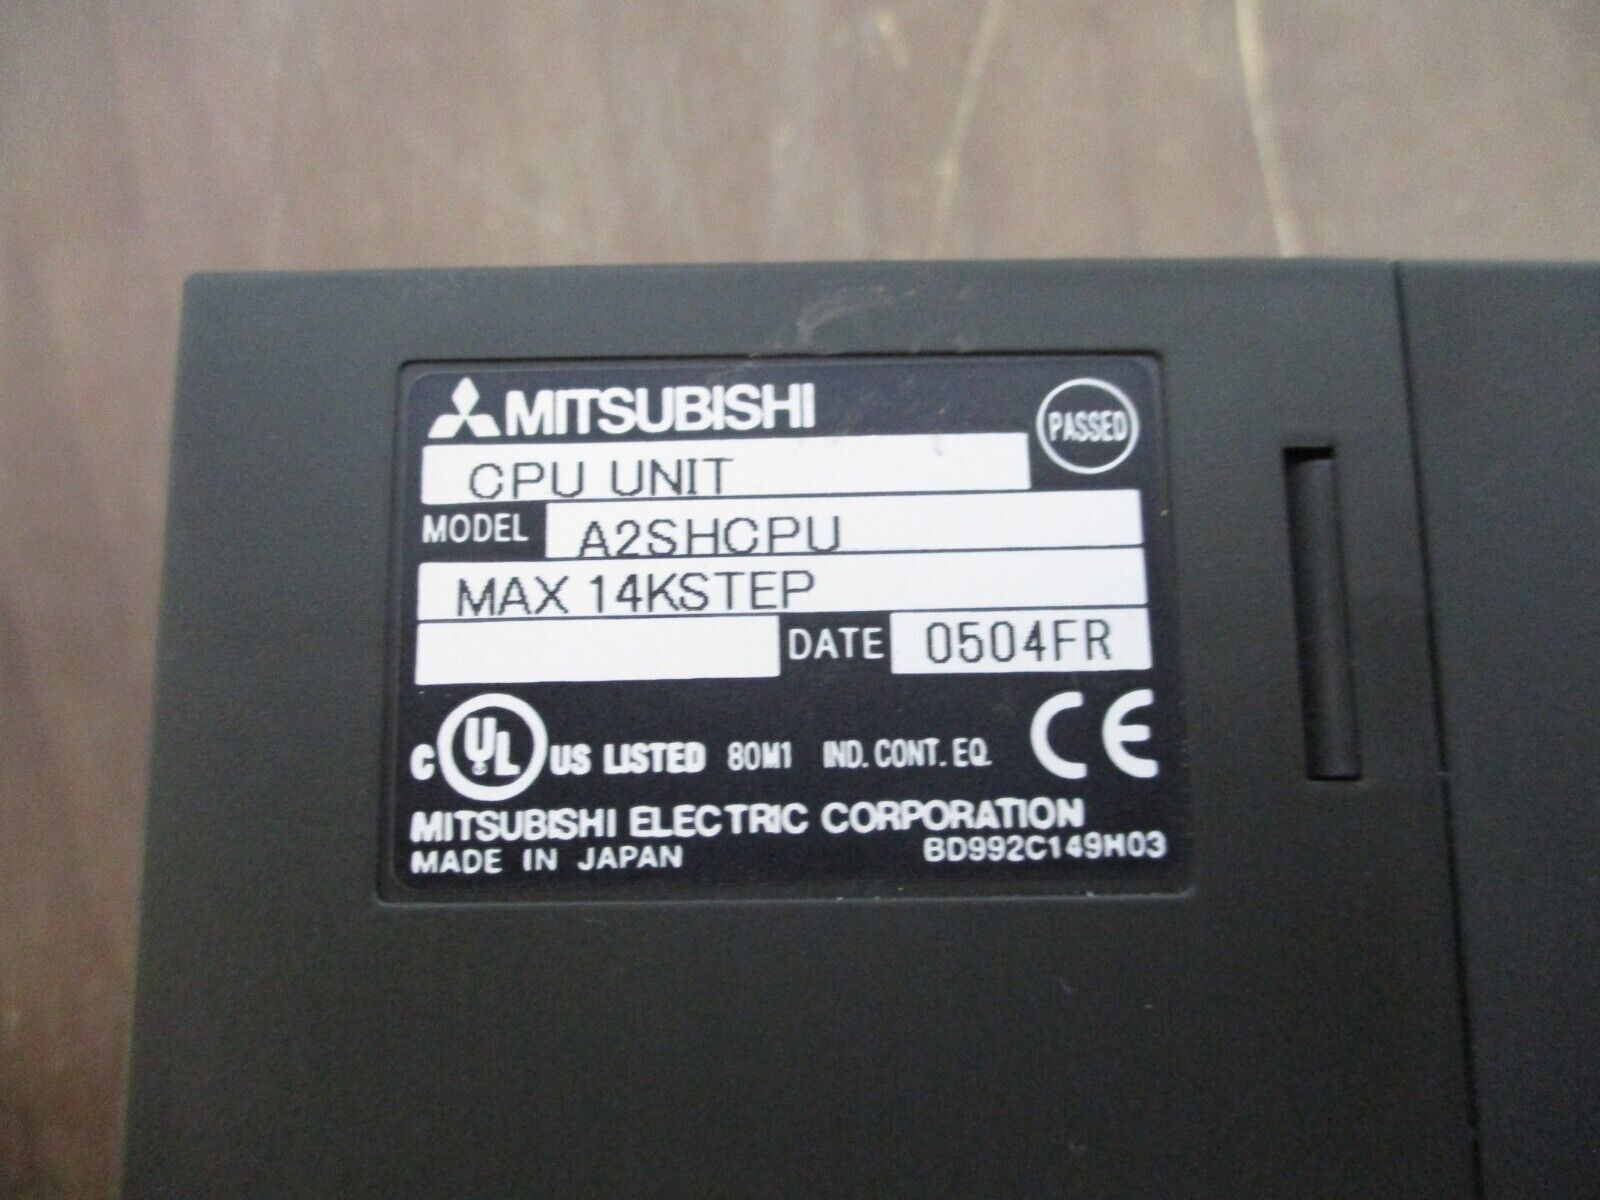 MITSUBISHI
PASSED
CPU UNIT
MODEL A2SHCPU
MAX 14KSTEP
DATE 0504FR
C UL US LISTED 80M1 IND. CONT. EQ. CE
MITSUBISHI ELECTRIC CORPORATION
MADE IN JAPAN BD992C149H03